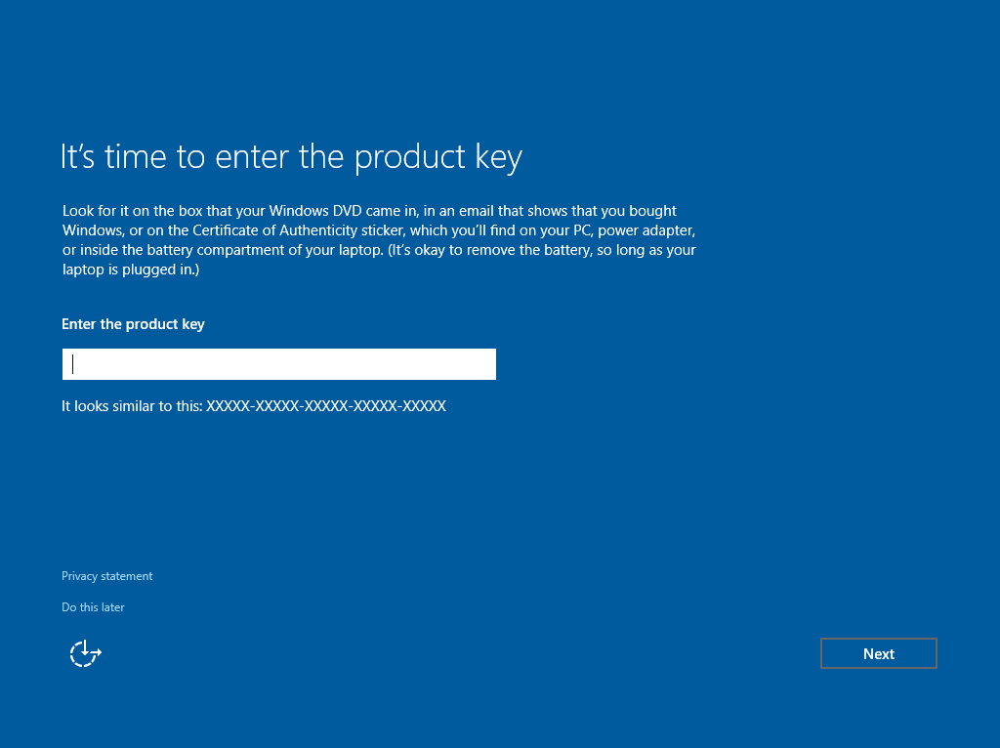 It’s time to enter the product key
Look for it on the box that your Windows DVD came in, in an email that shows that you bought
Windows, or on the Certificate of Authenticity sticker, which you’ll find on your PC, power adapter,
or inside the battery compartment of your laptop. (It’s okay to remove the battery, so long as your
laptop is plugged in.)
Enter the product key
It looks similar to this: XXXXX-XXXXX-XXXXX-XXXXX-XXXXX
Privacy statement
Do this later
Next